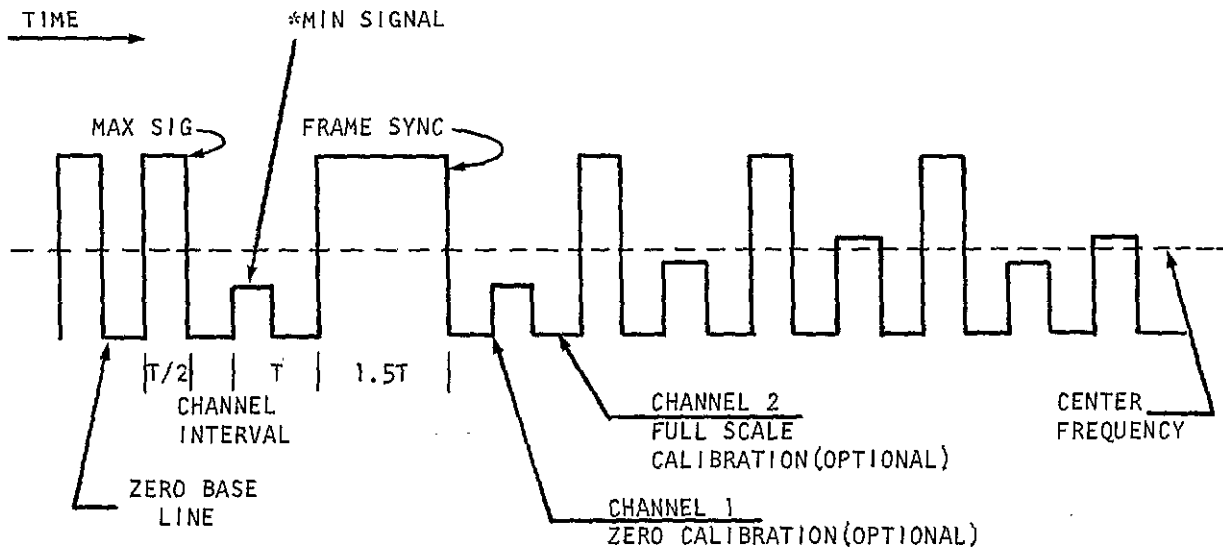 TIME
*MIN SIGNAL
MAX SIG
FRAME SYNC
T/2
T
1.5T
CHANNEL
INTERVAL
ZERO BASE
LINE
CHANNEL 2
FULL SCALE
CALIBRATION(OPTIONAL)
CHANNEL 1
ZERO CALIBRATION(OPTIONAL)
CENTER
FREQUENCY